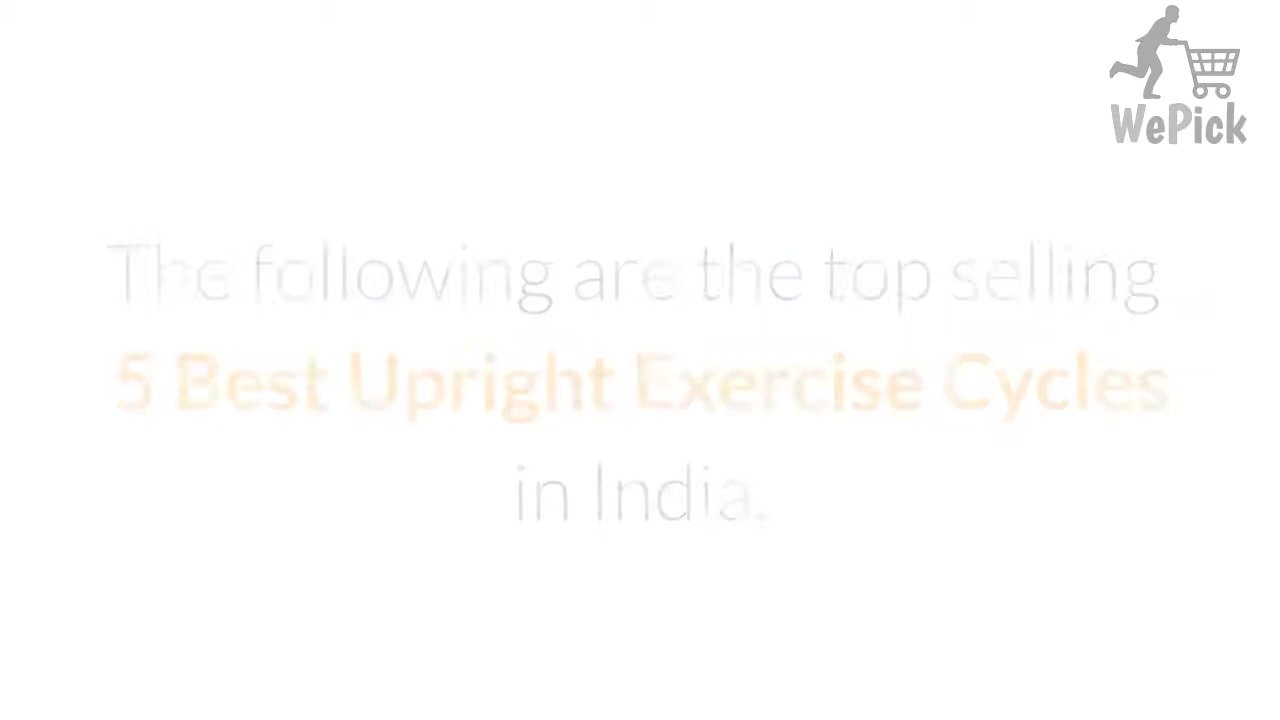 WePick
The following are the top selling
5 Best Upright Exercise Cycles
in India.